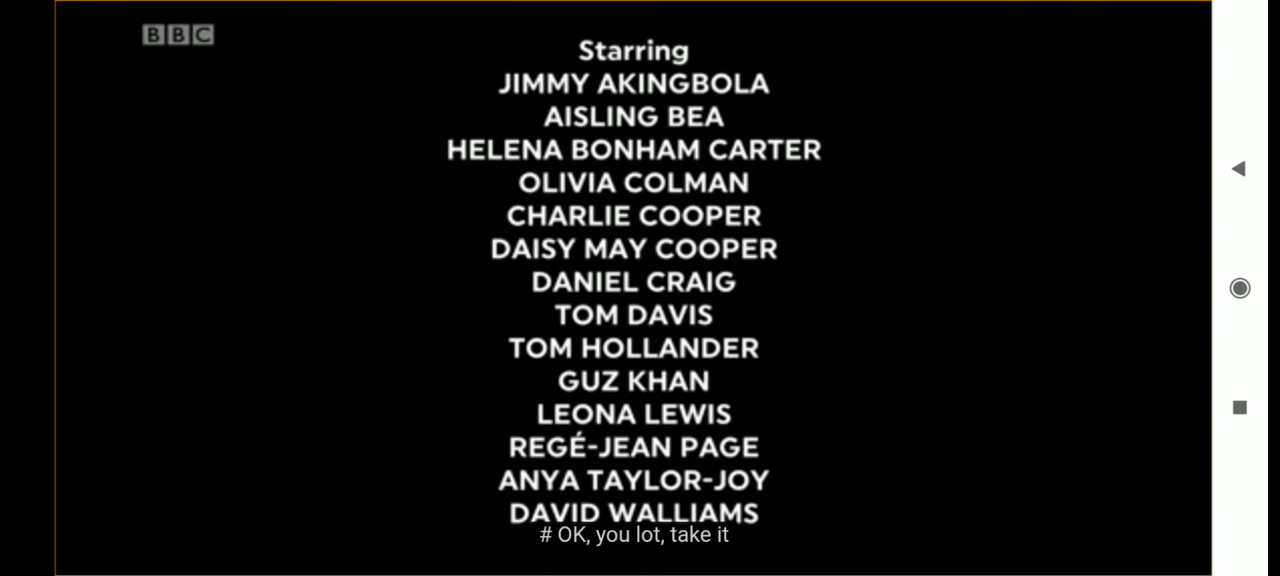 BBC
Starring
JIMMY AKINGBOLA
AISLING BEA
HELENA BONHAM CARTER
OLIVIA COLMAN
CHARLIE COOPER
DAISY MAY COOPER
DANIEL CRAIG
TOM DAVIS
TOM HOLLANDER
GUZ KHAN
LEONA LEWIS
REGÉ-JEAN PAGE
ANYA TAYLOR-JOY
DAVID WALLIAMS
# OK, you lot, take it